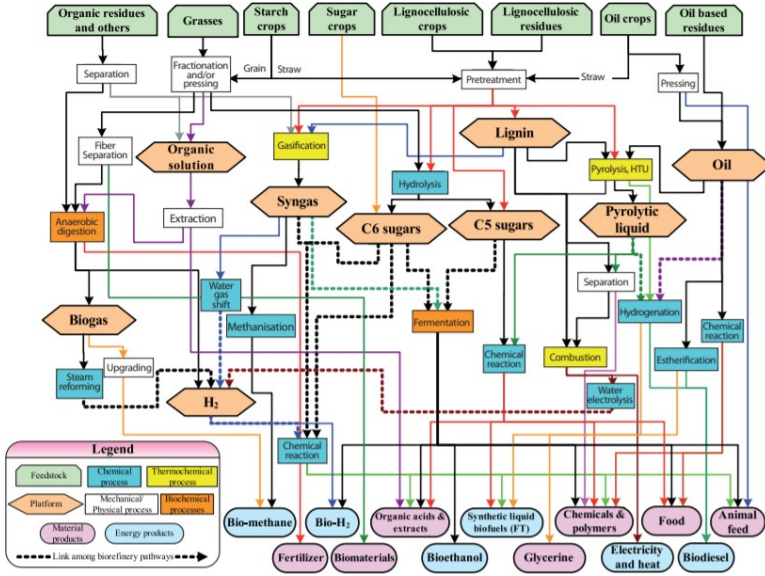 Organic residues
and others
Grasses
Starch
crops
Sugar
crops
Lignocellulosic
crops
Lignocellulosic
residues
Oil crops
Oil based
residues
Separation
Fractionation
and/or
pressing
Grain
Straw
Pretreatment
Straw
Pressing
Fiber
Separation
Organic
solution
Gasification
Lignin
Pyrolysis, HTU
Oil
Hydrolysis
Syngas
C6 sugars
C5 sugars
Pyrolytic
liquid
Anaerobic
digestion
Extraction
Water
gas
shift
Separation
Biogas
Methanisation
Fermentation
Hydrogenation
Chemical
reaction
Chemical
reaction
Combustion
Estherification
Steam
reforming
Upgrading
H2
Water
electrolysis
Chemical
reaction
Legend
Feedstock
Chemical
process
Thermochemical
process
Platform
Mechanical/
Physical process
Biochemical
processes
Material
products
Energy products
Link among biorefinery pathways
Bio-methane
Bio-H2
Organic acids &
extracts
Synthetic liquid
biofuels (FT)
Chemicals &
polymers
Food
Animal
feed
Fertilizer
Biomaterials
Bioethanol
Glycerine
Electricity
and heat
Biodiesel